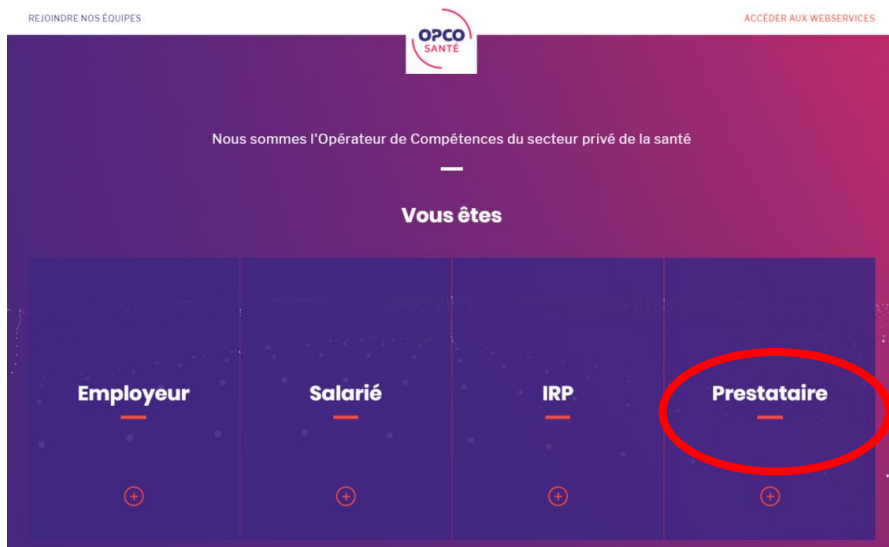 REJOINDRE NOS ÉQUIPES
OPCO
SANTÉ
ACCÉDER AUX WEBSERVICES
Nous sommes l'Opérateur de Compétences du secteur privé de la santé
Vous êtes
Employeur
Salarié
IRP
Prestataire